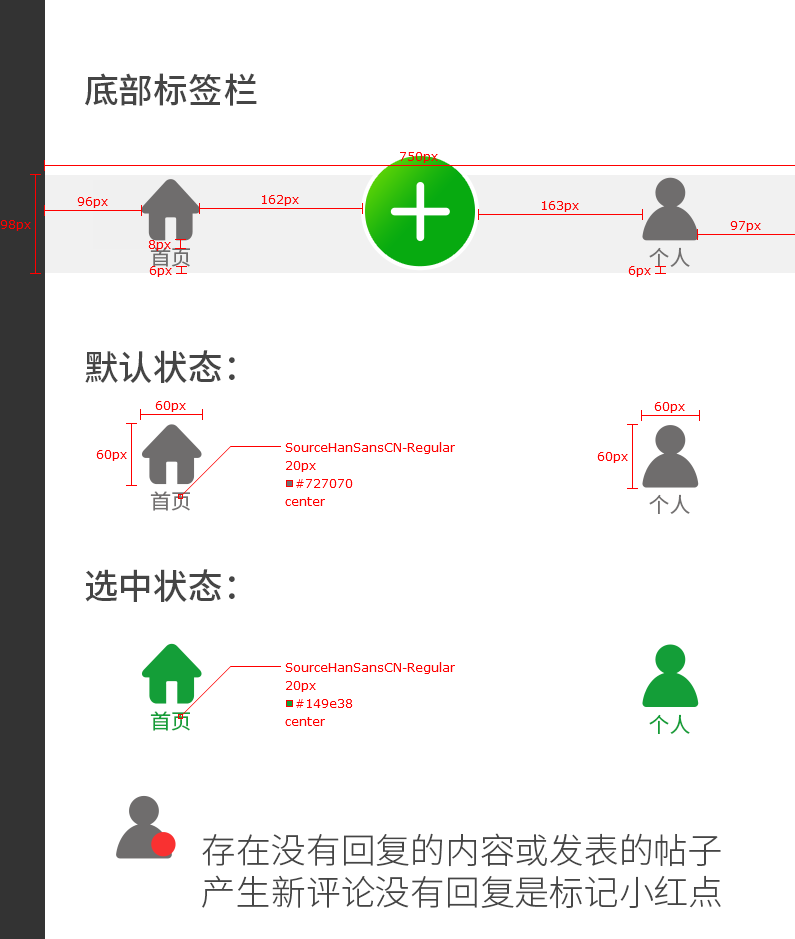 底部标签栏
750px
96px
162px
163px
97px
98px
8px
首页
个人
6px
6px
默认状态：
60px
60px
60px
60px
SourceHanSansCN-Regular
20px
#727070
center
首页
个人
选中状态：
SourceHanSansCN-Regular
20px
#149e38
center
首页
个人
存在没有回复的内容或发表的帖子
产生新评论没有回复是标记小红点